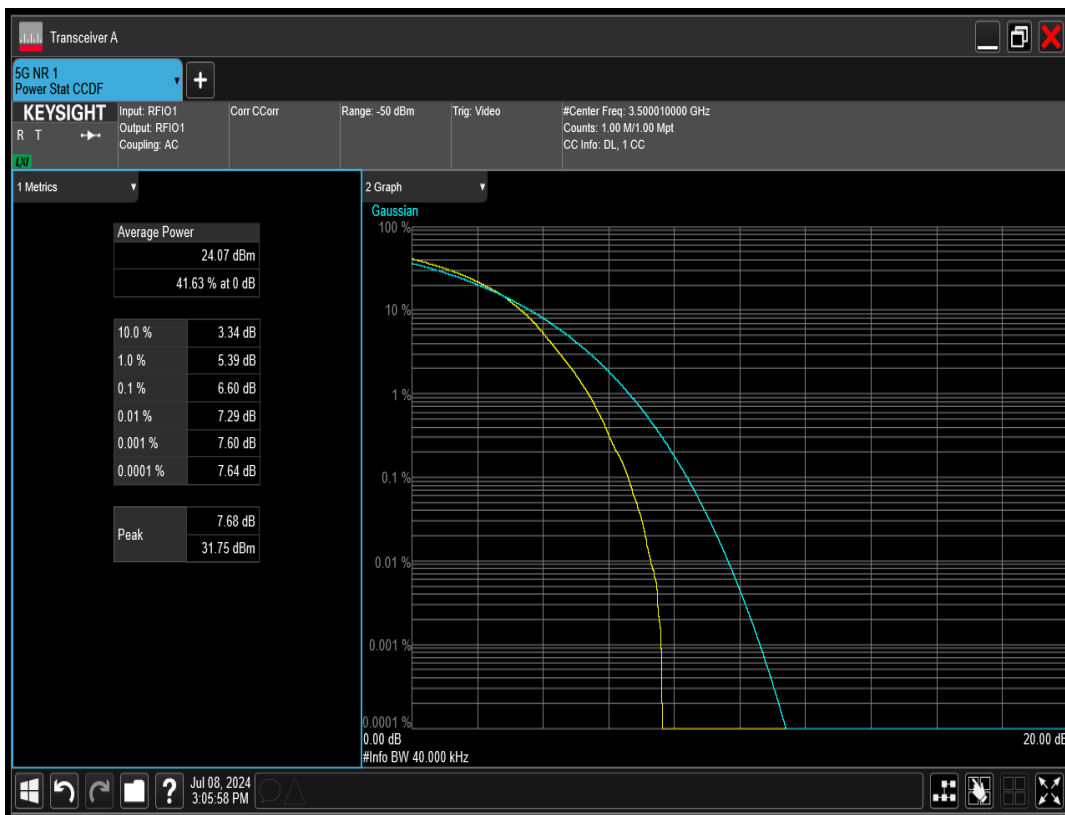 Transceiver A
5G NR 1
Power Stat CCDF
+
KEYSIGHT
R T
LXI
Input: RFIO1
Output: RFIO1
Coupling: AC
Corr CCorr
Range: -50 dBm
Trig: Video
#Center Freq: 3.500010000 GHz
Counts: 1.00 M/1.00 Mpt
CC Info: DL, 1 CC
1 Metrics
Average Power
24.07 dBm
41.63 % at 0 dB
10.0 % 3.34 dB
1.0 % 5.39 dB
0.1 % 6.60 dB
0.01 % 7.29 dB
0.001 % 7.60 dB
0.0001 % 7.64 dB
Peak
7.68 dB
31.75 dBm
2 Graph
Gaussian
100 %
10 %
1 %
0.1 %
0.01 %
0.001 %
0.0001 %
0.00 dB 20.00 dB
#Info BW 40.000 kHz
?
Jul 08, 2024
3:05:58 PM